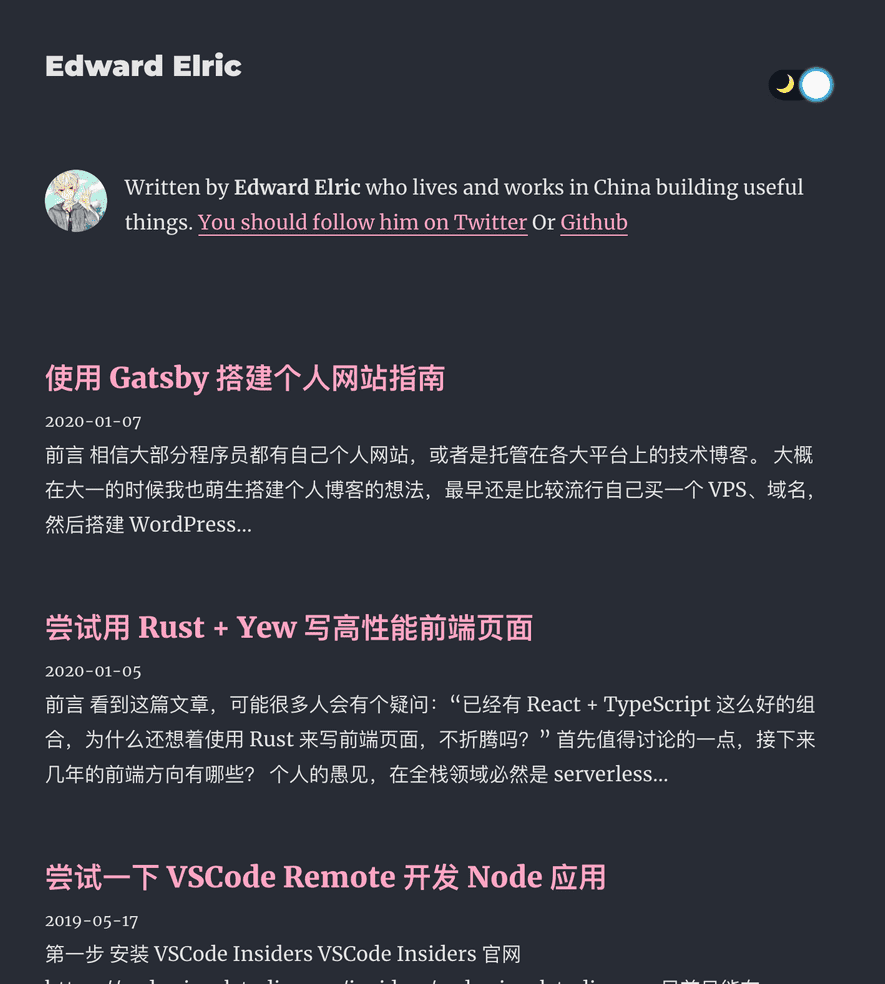 Edward Elric
Written by Edward Elric who lives and works in China building useful
things. You should follow him on Twitter Or Github
使用 Gatsby 搭建个人网站指南
2020-01-07
前言 相信大部分程序员都有自己个人网站，或者是托管在各大平台上的技术博客。 大概
在大一的时候我也萌生搭建个人博客的想法，最早还是比较流行自己买一个 VPS、域名，
然后搭建 WordPress…
尝试用 Rust + Yew 写高性能前端页面
2020-01-05
前言 看到这篇文章，可能很多人会有个疑问：“已经有 React + TypeScript 这么好的组
合，为什么还想着使用 Rust 来写前端页面，不折腾吗？” 首先值得讨论的一点，接下来
几年的前端方向有哪些？ 个人的愚见，在全栈领域必然是 serverless…
尝试一下 VSCode Remote 开发 Node 应用
2019-05-17
第一步 安装 VSCode Insiders VSCode Insiders 官网